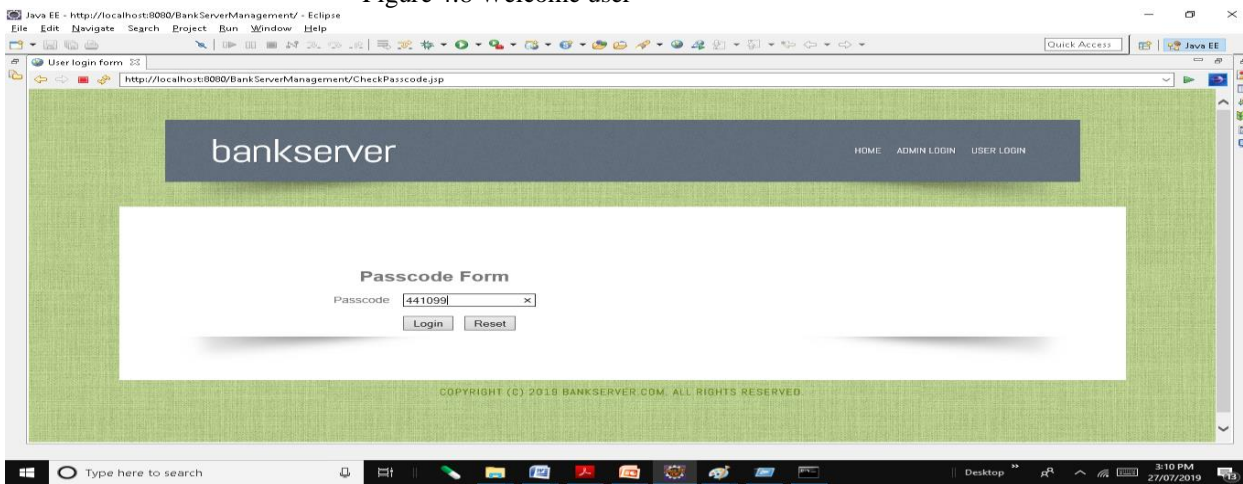 Figure 4.8 Welcome user
Java EE - http://localhost:8080/BankServerManagement/ - Eclipse
File Edit Navigate Search Project Run Window Help
Quick Access Java EE
User login form
http://localhost:8080/BankServerManagement/CheckPasscode.jsp
bankserver
HOME ADMIN LOGIN USER LOGIN
Passcode Form
Passcode 441099
Login Reset
COPYRIGHT (C) 2019 BANKSERVER.COM. ALL RIGHTS RESERVED.
Type here to search
Desktop
3:10 PM
27/07/2019
13